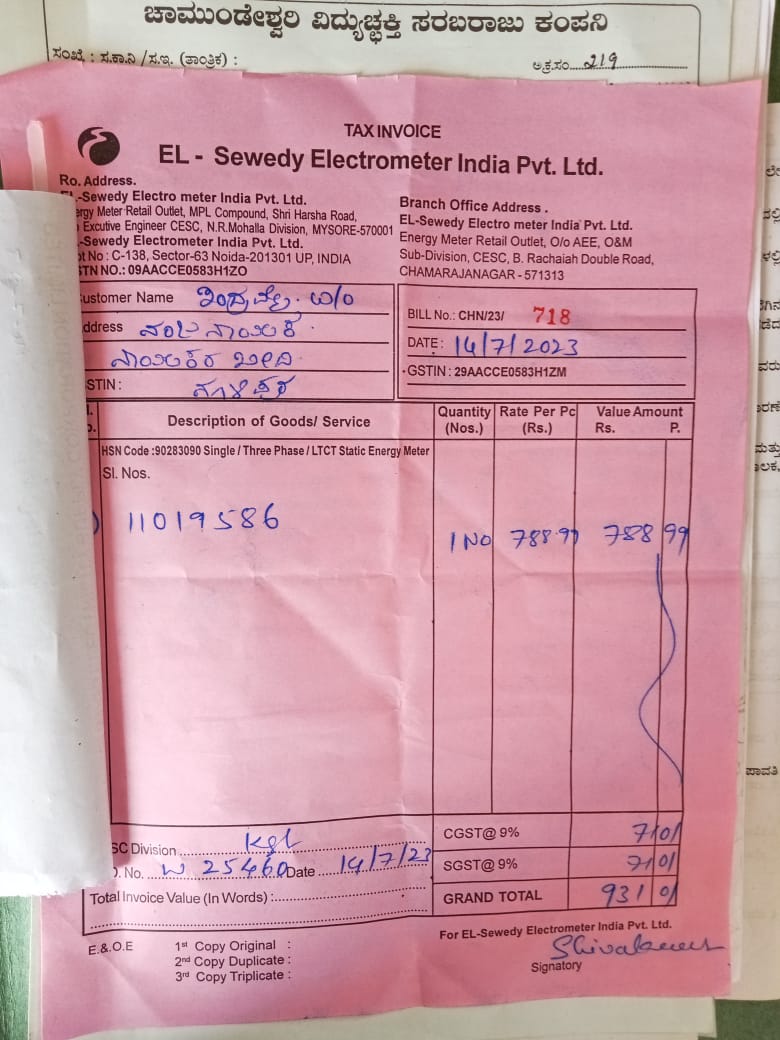 ಚಾಮುಂಡೇಶ್ವರಿ ವಿದ್ಯುಚ್ಛಕ್ತಿ ಸರಬರಾಜು ಕಂಪನಿ
ಸಂಖ್ಯೆ : ಸ.ಕಾ.ನಿ /ಸ.ಇ. (ತಾಂತ್ರಿಕ) :
ಅ.ಕ್ರ.ಸಂ.....219
TAX INVOICE
EL - Sewedy Electrometer India Pvt. Ltd.
Ro. Address.
-Sewedy Electro meter India Pvt. Ltd.
ergy Meter Retail Outlet, MPL Compound, Shri Harsha Road,
Excutive Engineer CESC, N.R.Mohalla Division, MYSORE-570001
-Sewedy Electrometer India Pvt. Ltd.
t No : C-138, Sector-63 Noida-201301 UP, INDIA
STN NO.: 09AACCE0583H1ZO
Branch Office Address .
EL-Sewedy Electro meter India Pvt. Ltd.
Energy Meter Retail Outlet, O/o AEE, O&M
Sub-Division : CESC, B. Rachaiah Double Road,
CHAMARAJANAGAR - 571313
ustomer Name W/O
ddress
STIN :
BILL No.: CHN/23/ 718
DATE : 14/7/2023
GSTIN : 29AACCE0583H1ZM
Description of Goods/ Service
Quantity (Nos.)
Rate Per Pc (Rs.)
Value Amount
Rs. P.
HSN Code :90283090 Single / Three Phase / LTCT Static Energy Meter
Sl. Nos.
11019586 1 NO 788.99 788 99
CGST@ 9% 71 01
SGST@ 9% 71 01
GRAND TOTAL 931 01
SC Division Kgl
). No. W 25460 Date 14/7/23
Total Invoice Value (In Words) :
E.&.O.E
1st Copy Original :
2nd Copy Duplicate :
3rd Copy Triplicate :
For EL-Sewedy Electrometer India Pvt. Ltd.
Signatory